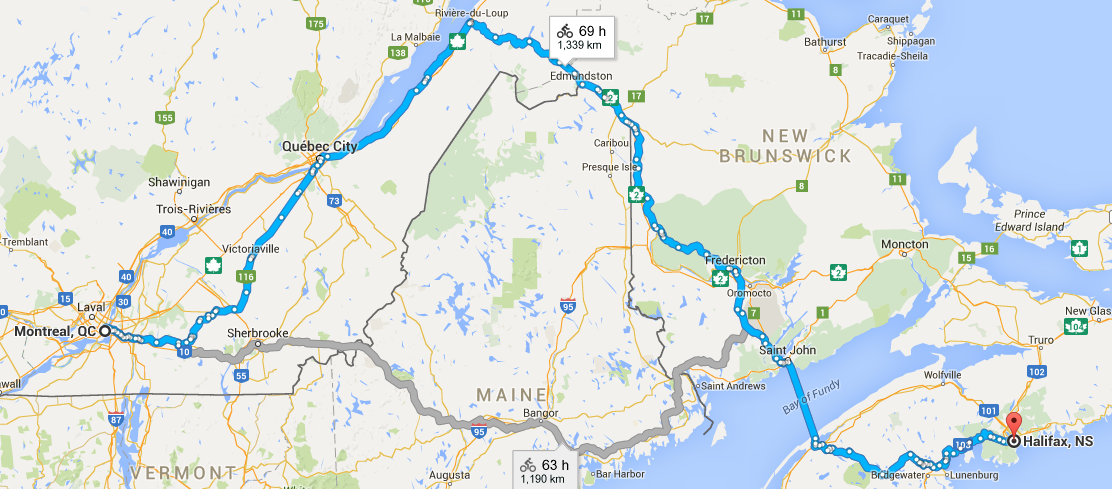 Rivière-du-Loup
17
11
Caraquet
175
La Malbaie
69 h
1,339 km
Bathurst
Shippagan
138
Tracadie-Sheila
Edmundston
8
2
17
155
Caribou
NEW
BRUNSWICK
Québec City
Presque Isle
Shawinigan
11
2
8
73
Trois-Rivières
Prince
Edward Island
40
Tremblant
Victoriaville
Moncton
16
1
15
Fredericton
116
40
2
2
15
30
Oromocto
Laval
95
7
1
New Glas
104
Montreal, QC
Sherbrooke
Truro
10
Saint John
102
55
Saint Andrews
Wolfville
wall
Bay of Fundy
MAINE
101
87
Bangor
95
103
Halifax, NS
63 h
1,190 km
VERMONT
Augusta
Bar Harbor
Bridgewater
Lunenburg